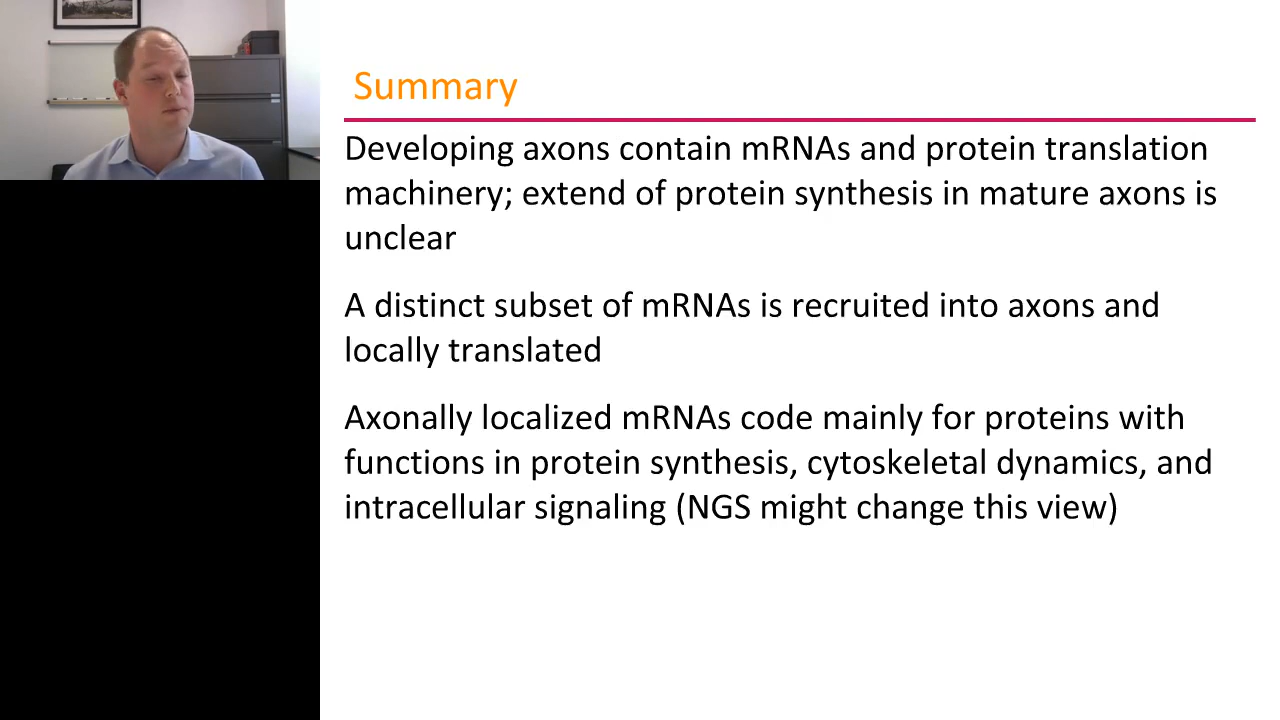 Summary
Developing axons contain mRNAs and protein translation
machinery; extend of protein synthesis in mature axons is
unclear
A distinct subset of mRNAs is recruited into axons and
locally translated
Axonally localized mRNAs code mainly for proteins with
functions in protein synthesis, cytoskeletal dynamics, and
intracellular signaling (NGS might change this view)